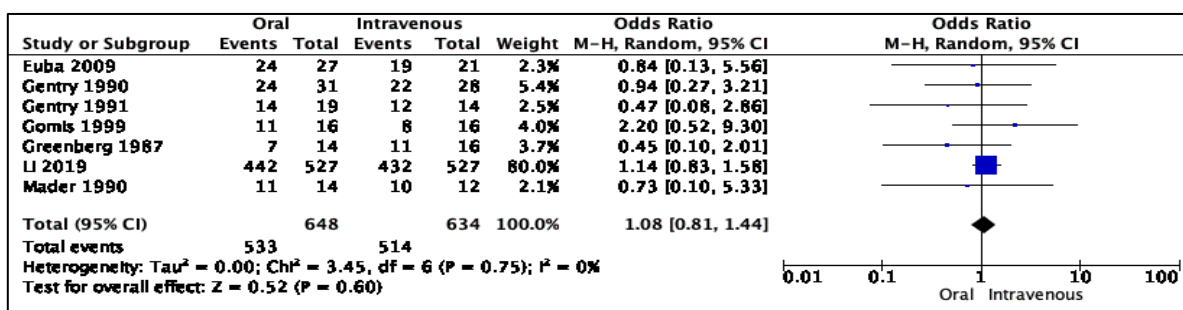 Oral Intravenous Odds Ratio Odds Ratio
Study or Subgroup Events Total Events Total Weight M-H, Random, 95% CI M-H, Random, 95% CI
Euba 2009 24 27 19 21 2.3% 0.84 [0.13, 5.56]
Gentry 1990 24 31 22 28 5.4% 0.94 [0.27, 3.21]
Gentry 1991 14 19 12 14 2.5% 0.47 [0.08, 2.86]
Gomis 1999 11 16 8 16 4.0% 2.20 [0.52, 9.30]
Greenberg 1987 7 14 11 16 3.7% 0.45 [0.10, 2.01]
LI 2019 442 527 432 527 80.0% 1.14 [0.83, 1.58]
Mader 1990 11 14 10 12 2.1% 0.73 [0.10, 5.33]
Total (95% CI) 648 634 100.0% 1.08 [0.81, 1.44]
Total events 533 514
Heterogeneity: Tau² = 0.00; Chi² = 3.45, df = 6 (P = 0.75); I² = 0%
Test for overall effect: Z = 0.52 (P = 0.60)
0.01 0.1 1 10 100
Oral Intravenous